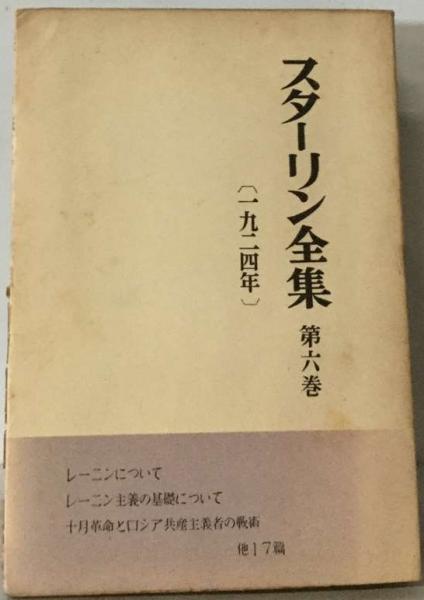 スターリン全集 第六巻
〔一九二四年〕
レーニンについて
レーニン主義の基礎について
十月革命とロシア共産主義者の戦術
他17篇